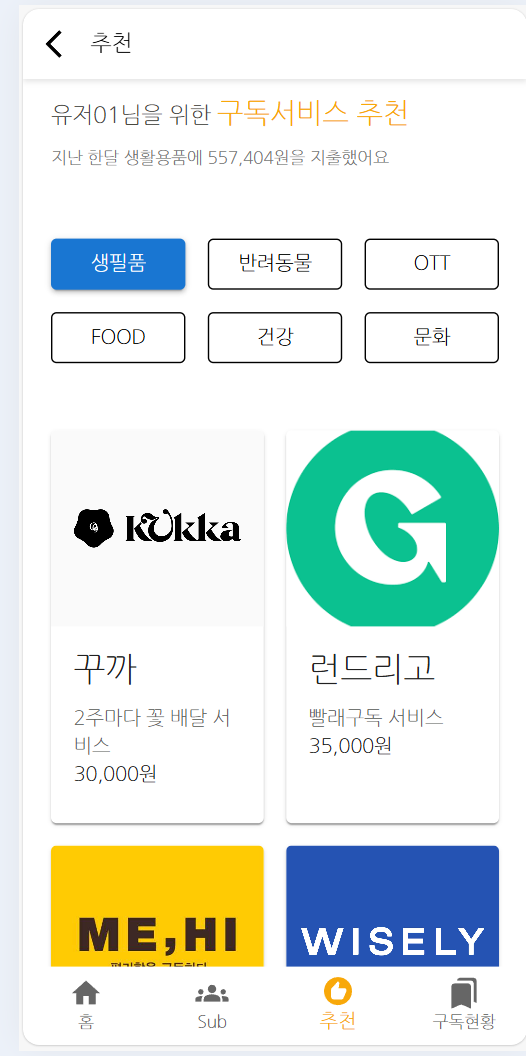 추천
유저01님을 위한 구독서비스 추천
지난 한달 생활용품에 557,404원을 지출했어요
생필품 반려동물 OTT
FOOD 건강 문화
kukka
G
꾸까
2주마다 꽃 배달 서
비스
30,000원
런드리고
빨래구독 서비스
35,000원
ME,HI
WISELY
홈 Sub 추천 구독현황